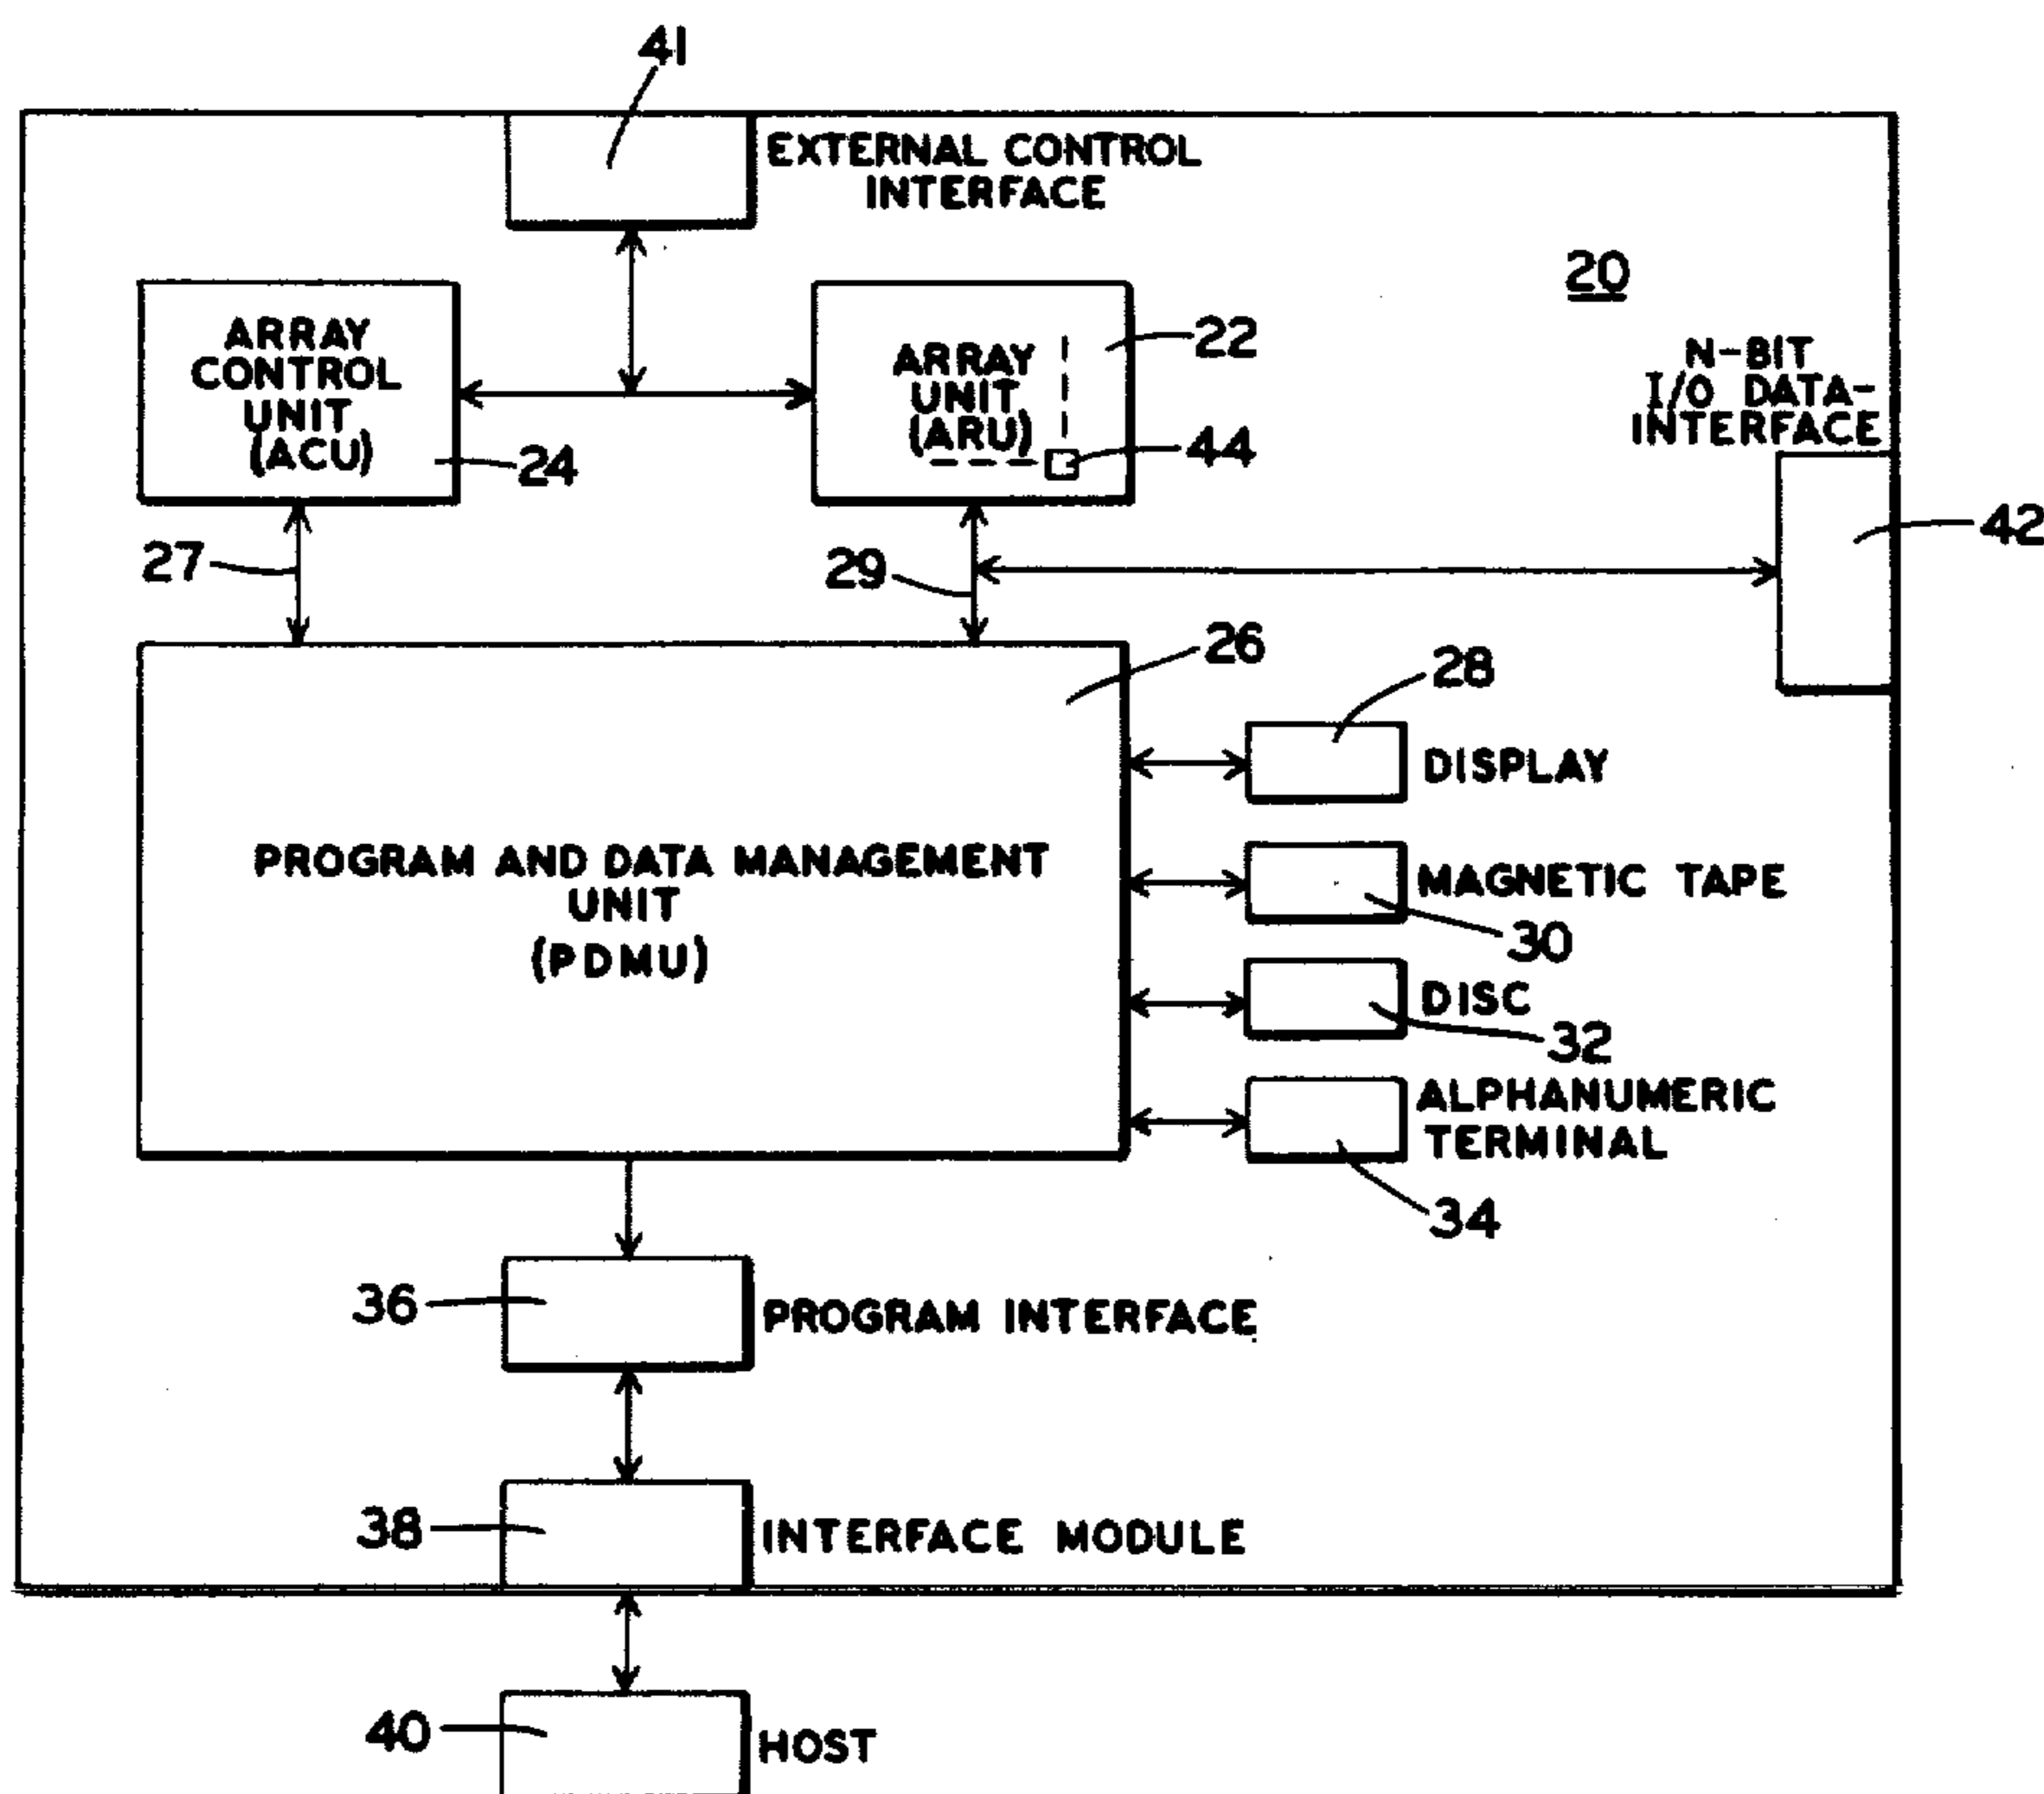 41
EXTERNAL CONTROL
INTERFACE
20
ARRAY
CONTROL
UNIT
(ACU)
24
ARRAY
UNIT
(ARU)
22
44
N-BIT
I/O DATA-
INTERFACE
42
27
29
26
28
DISPLAY
PROGRAM AND DATA MANAGEMENT
UNIT
(PDMU)
MAGNETIC TAPE
30
DISC
32
ALPHANUMERIC
TERMINAL
34
36
PROGRAM INTERFACE
38
INTERFACE MODULE
40
HOST